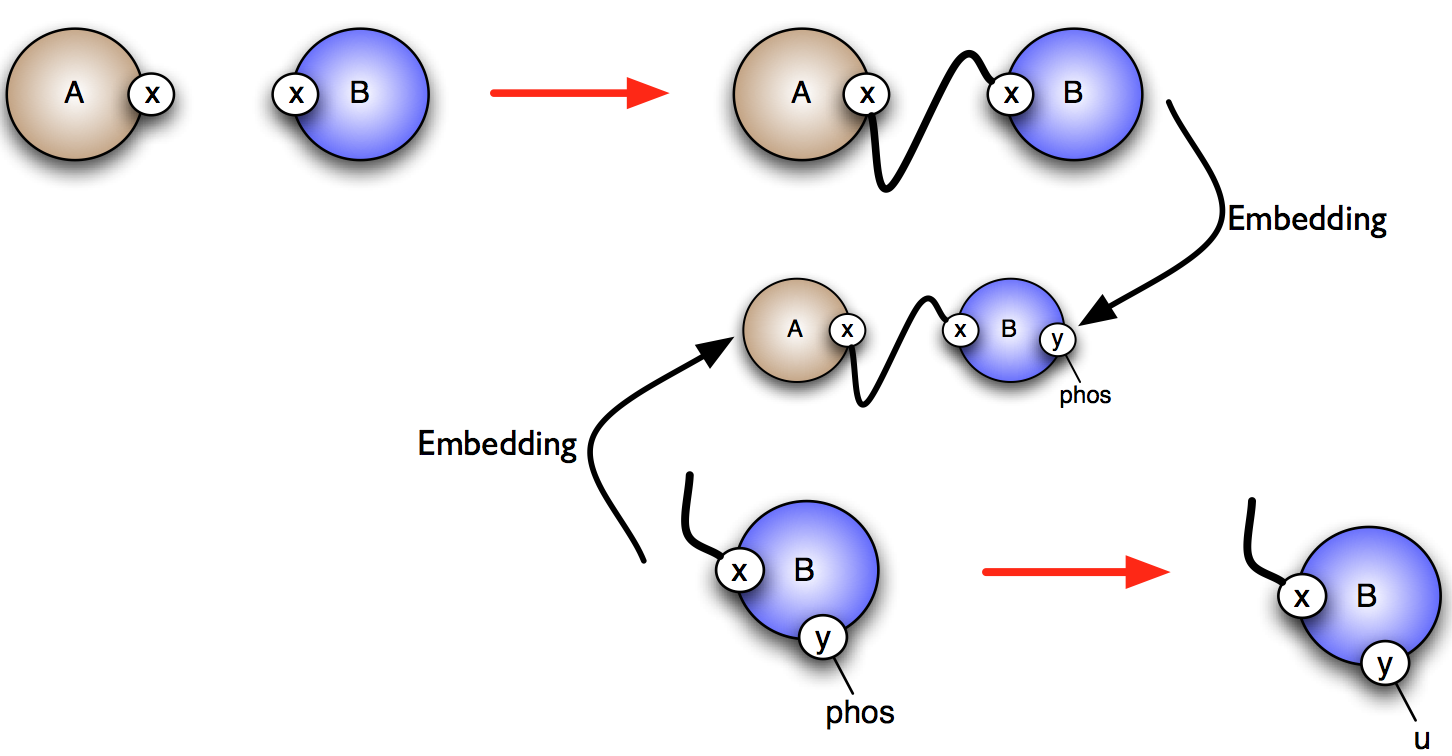 A x x B A x x B
Embedding
A x x B y
phos
Embedding
x B x B
y y
phos u